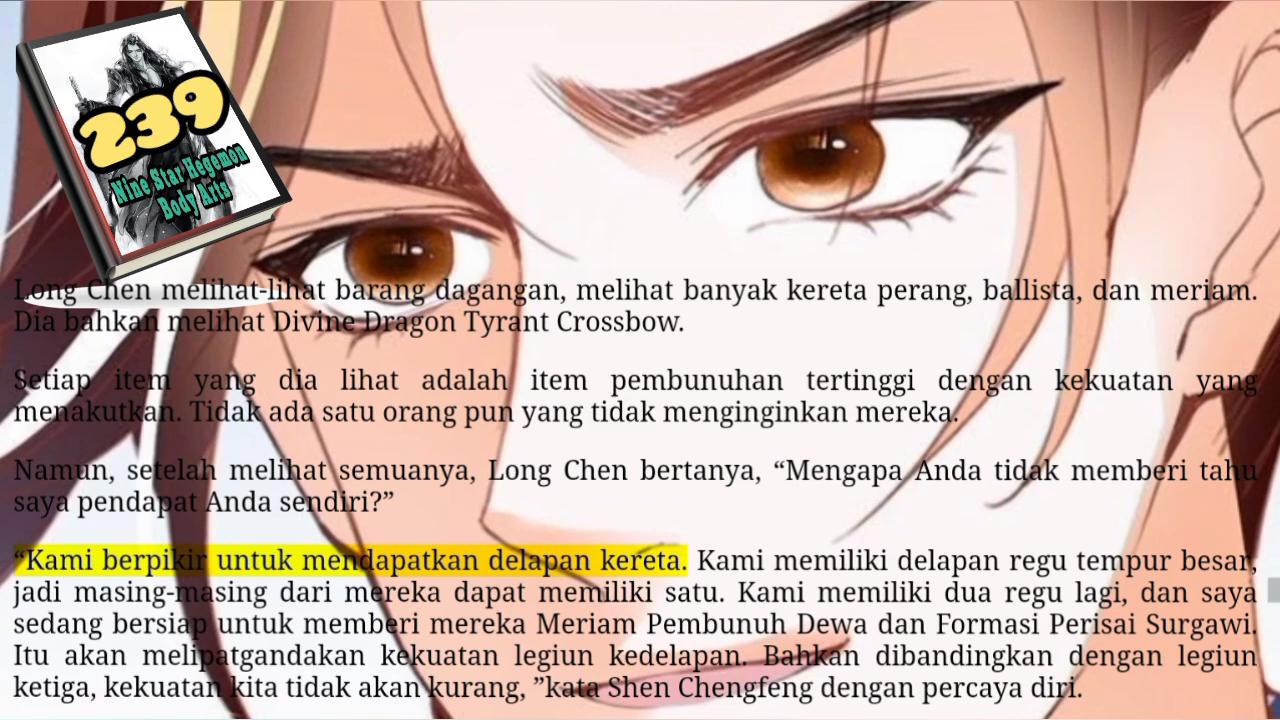 239
Nine Star Hegemon
Body Arts
Long Chen melihat-lihat barang dagangan, melihat banyak kereta perang, ballista, dan meriam.
Dia bahkan melihat Divine Dragon Tyrant Crossbow.
Setiap item yang dia lihat adalah item pembunuhan tertinggi dengan kekuatan yang
menakutkan. Tidak ada satu orang pun yang tidak menginginkan mereka.
Namun, setelah melihat semuanya, Long Chen bertanya, “Mengapa Anda tidak memberi tahu
saya pendapat Anda sendiri?”
“Kami berpikir untuk mendapatkan delapan kereta. Kami memiliki delapan regu tempur besar,
jadi masing-masing dari mereka dapat memiliki satu. Kami memiliki dua regu lagi, dan saya
sedang bersiap untuk memberi mereka Meriam Pembunuh Dewa dan Formasi Perisai Surgawi.
Itu akan melipatgandakan kekuatan legiun kedelapan. Bahkan dibandingkan dengan legiun
ketiga, kekuatan kita tidak akan kurang, ”kata Shen Chengfeng dengan percaya diri.